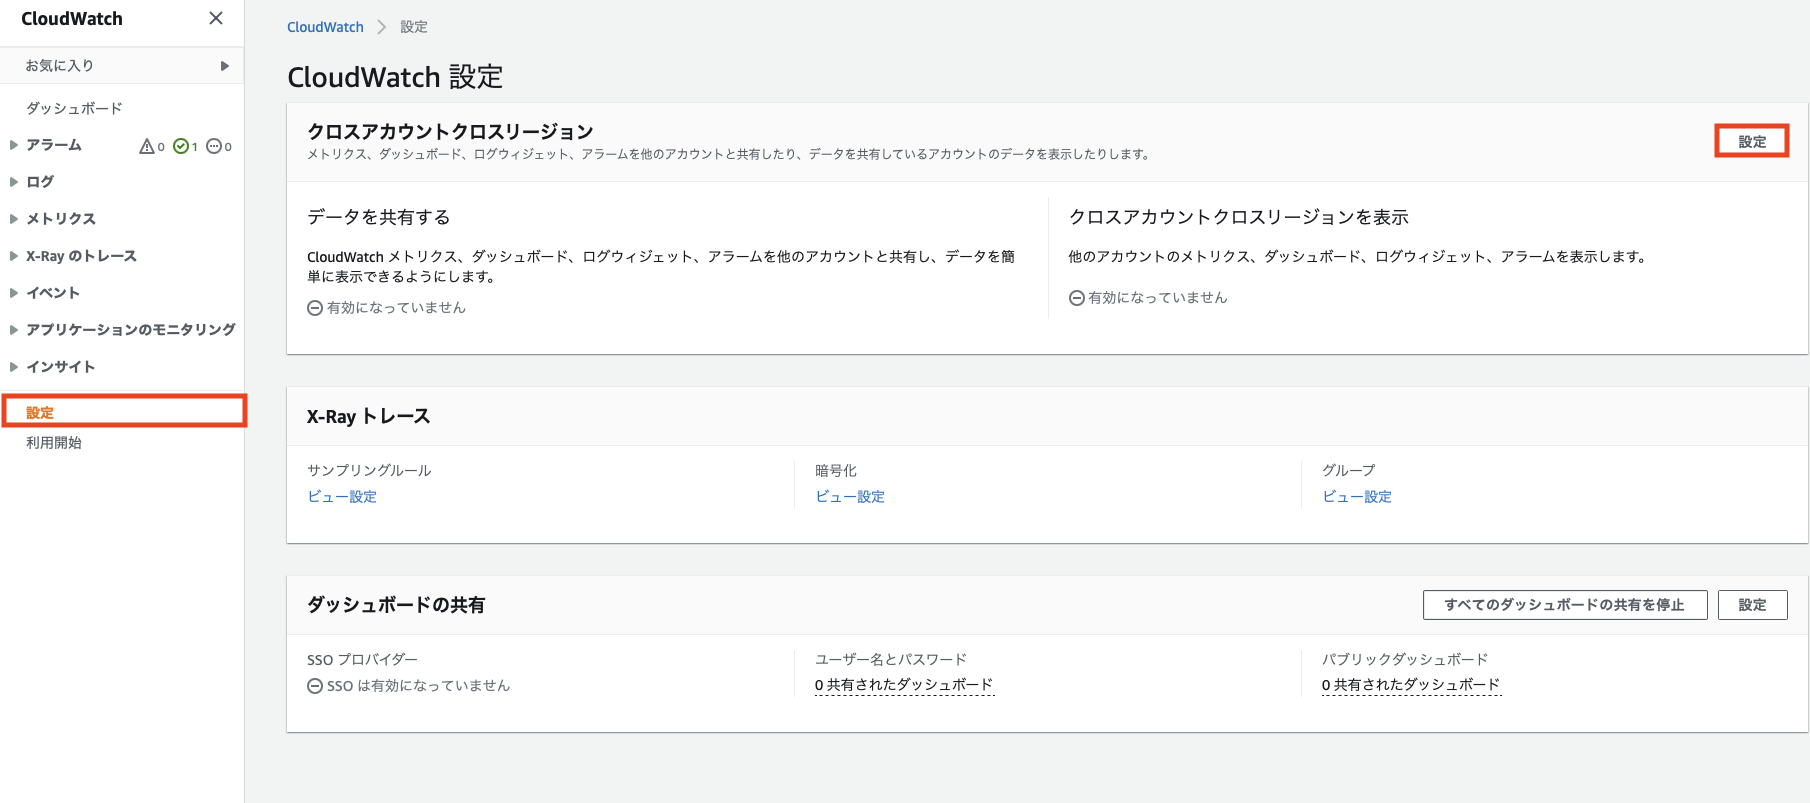 CloudWatch
お気に入り
ダッシュボード
アラーム 0 1 0
ログ
メトリクス
X-Ray のトレース
イベント
アプリケーションのモニタリング
インサイト
設定
利用開始
CloudWatch 設定
CloudWatch 設定
クロスアカウントクロスリージョン
メトリクス、ダッシュボード、ログウィジェット、アラームを他のアカウントと共有したり、データを共有しているアカウントのデータを表示したりします。
設定
データを共有する
CloudWatch メトリクス、ダッシュボード、ログウィジェット、アラームを他のアカウントと共有し、データを簡
単に表示できるようにします。
有効になっていません
クロスアカウントクロスリージョンを表示
他のアカウントのメトリクス、ダッシュボード、ログウィジェット、アラームを表示します。
有効になっていません
X-Ray トレース
サンプリングルール
ビュー設定
暗号化
ビュー設定
グループ
ビュー設定
ダッシュボードの共有
すべてのダッシュボードの共有を停止
設定
SSO プロバイダー
SSO は有効になっていません
ユーザー名とパスワード
0 共有されたダッシュボード
パブリックダッシュボード
0 共有されたダッシュボード